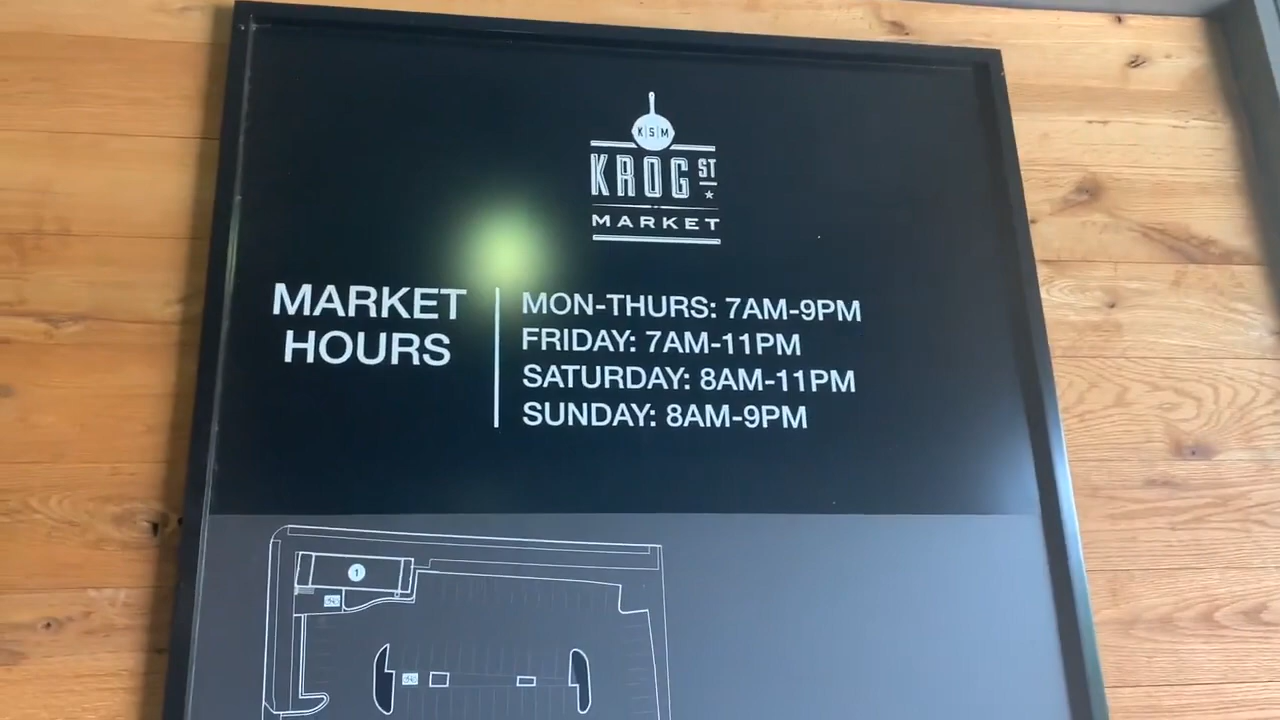 K S M
KROG ST
MARKET
MARKET
HOURS
MON-THURS: 7AM-9PM
FRIDAY: 7AM-11PM
SATURDAY: 8AM-11PM
SUNDAY: 8AM-9PM
1